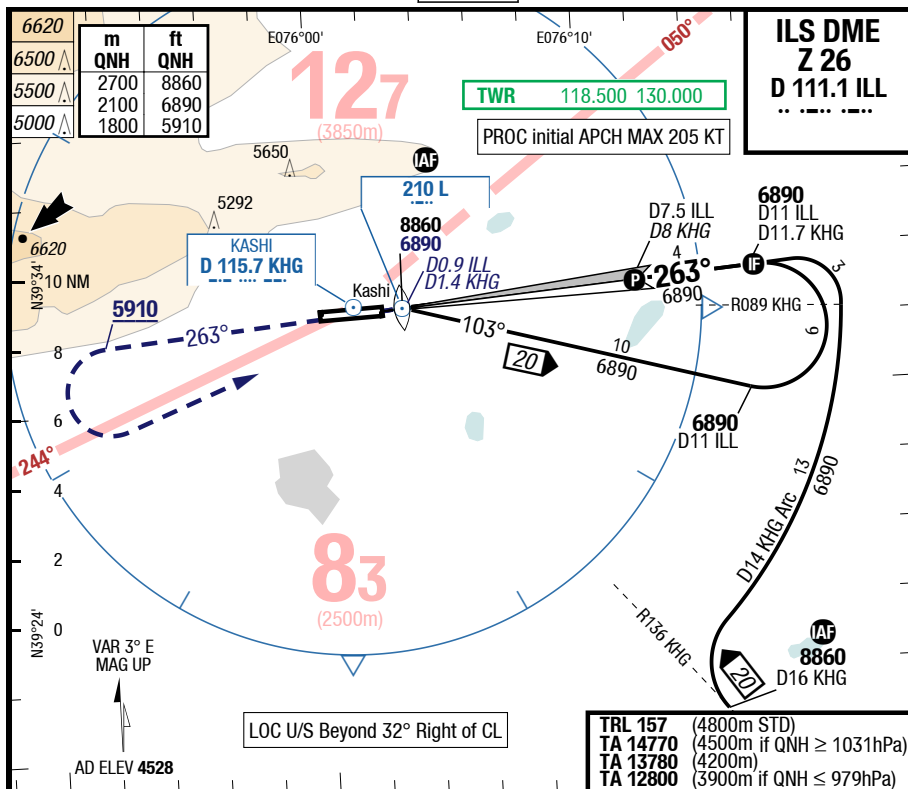 6620
6500
5500
5000
m ft
QNH QNH
2700 8860
2100 6890
1800 5910
E076°00'
E076°10'
050°
ILS DME
Z 26
D 111.1 ILL
127
(3850m)
TWR 118.500 130.000
PROC initial APCH MAX 205 KT
5650
IAF
210 L
5292
8860
6890
D0.9 ILL
D1.4 KHG
KASHI
D 115.7 KHG
Kashi
D7.5 ILL
D8 KHG
6890
D11 ILL
D11.7 KHG
4
P
263°
IF
6890
3
6620
N39°34'
10 NM
5910
263°
R089 KHG
103°
9
10
6890
20
8
6
4
2
0
6890
D11 ILL
244°
13
6890
D14 KHG Arc
83
(2500m)
N39°24'
R136 KHG
IAF
8860
D16 KHG
20
VAR 3° E
MAG UP
LOC U/S Beyond 32° Right of CL
AD ELEV 4528
TRL 157 (4800m STD)
TA 14770 (4500m if QNH ≥ 1031hPa)
TA 13780 (4200m)
TA 12800 (3900m if QNH ≤ 979hPa)